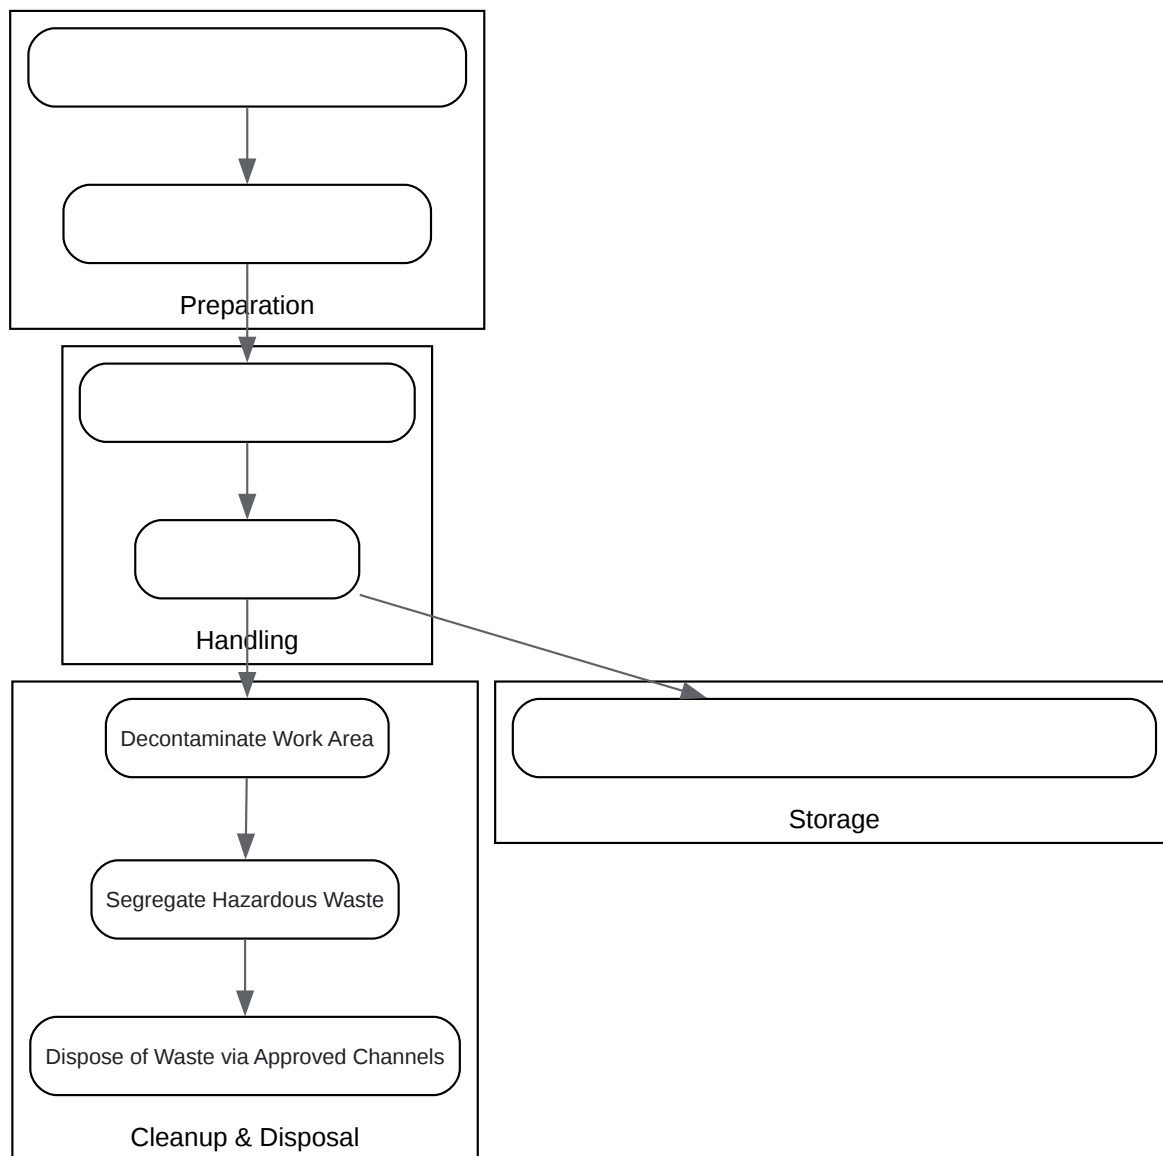 Preparation
Handling
Decontaminate Work Area
Segregate Hazardous Waste
Dispose of Waste via Approved Channels
Cleanup & Disposal
Storage